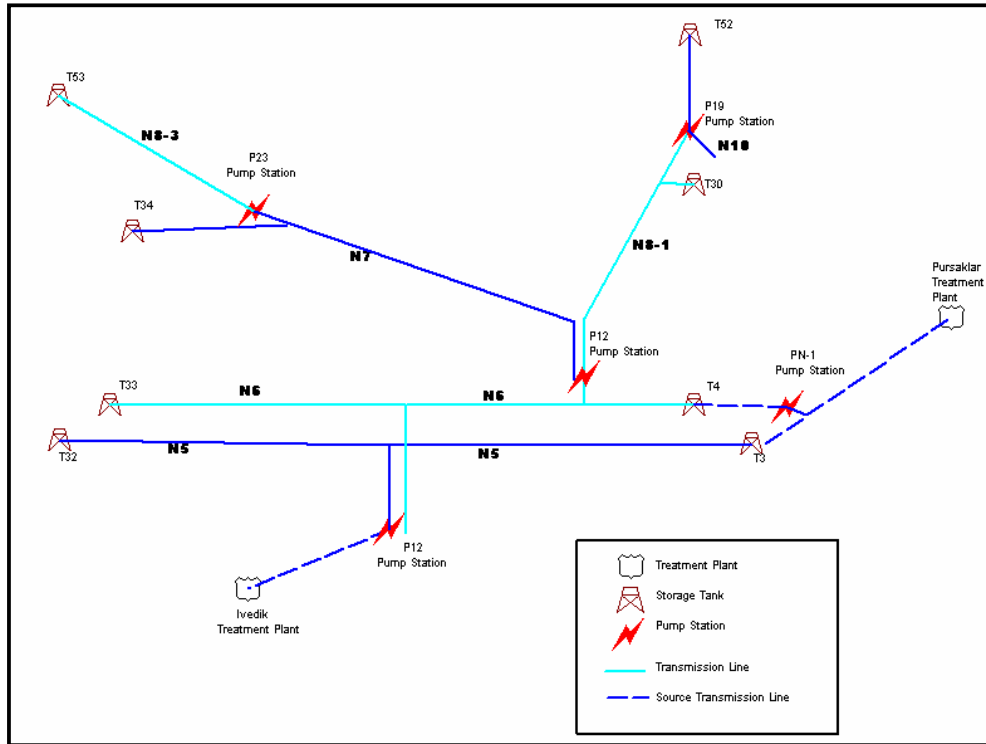 T52
T53
P19
Pump Station
N8-3
N10
P23
Pump Station
T30
T34
N8-1
N7
Pursaklar
Treatment
Plant
P12
Pump Station
PN-1
Pump Station
T33
N6
N6
T4
T32
N5
N5
T3
P12
Pump Station
Ivedik
Treatment Plant
Treatment Plant
Storage Tank
Pump Station
Transmission Line
Source Transmission Line